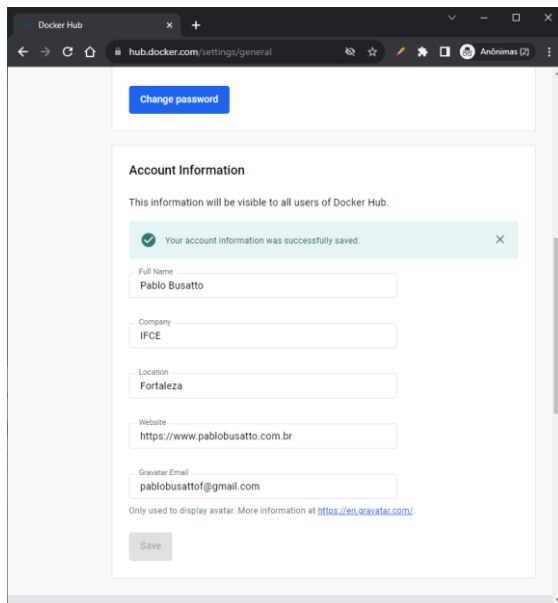 Docker Hub
hub.docker.com/settings/general
Anônimas (2)
Change password
Account Information
This information will be visible to all users of Docker Hub.
Your account information was successfully saved.
Full Name
Pablo Busatto
Company
IFCE
Location
Fortaleza
Website
https://www.pablobusatto.com.br
Gravatar Email
pablobusattof@gmail.com
Only used to display avatar. More information at https://en.gravatar.com/.
Save